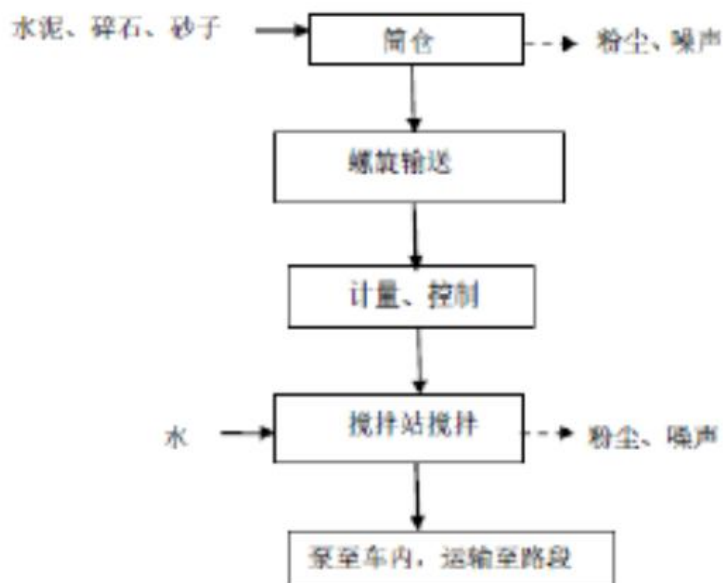 水泥、碎石、砂子
筒仓
粉尘、噪声
螺旋输送
计量、控制
水
搅拌站搅拌
粉尘、噪声
泵至车内，运输至路段